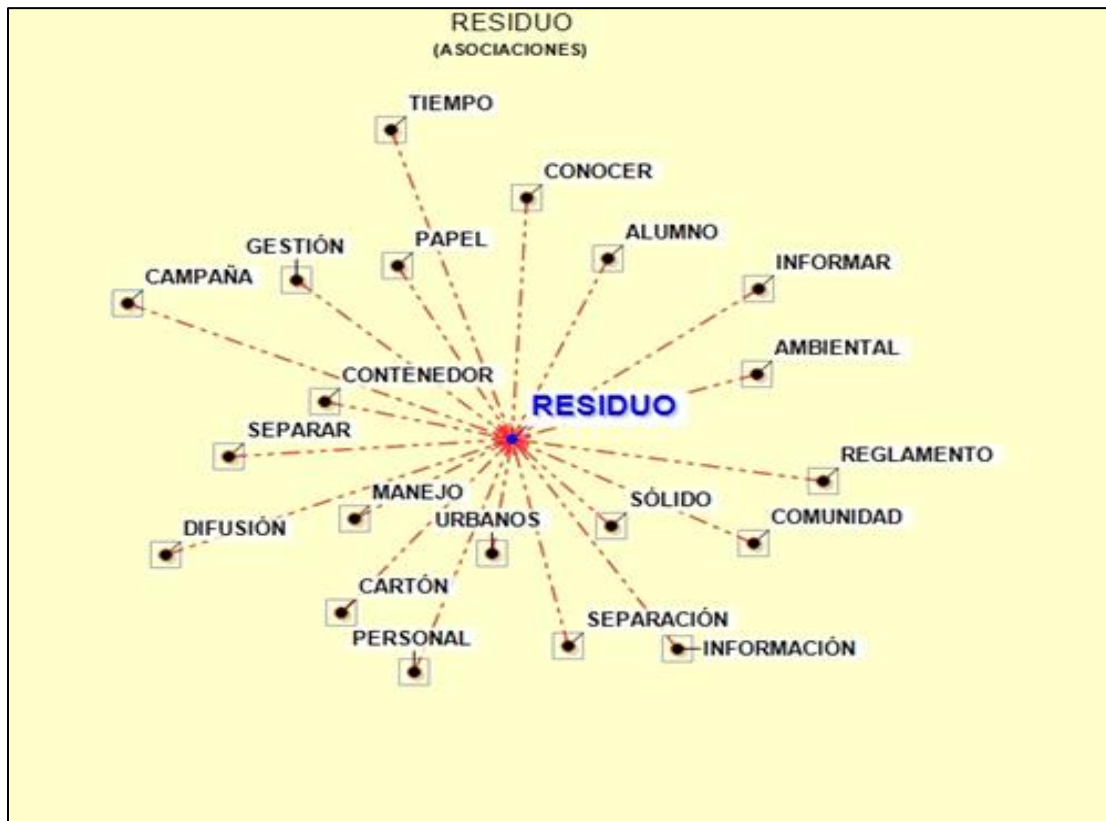 RESIDUO
(ASOCIACIONES)
TIEMPO
CONOCER
ALUMNO
PAPEL
GESTIÓN
INFORMAR
CAMPAÑA
AMBIENTAL
CONTENEDOR
RESIDUO
SEPARAR
REGLAMENTO
MANEJO
SÓLIDO
COMUNIDAD
URBANOS
DIFUSIÓN
CARTÓN
SEPARACIÓN
PERSONAL
INFORMACIÓN